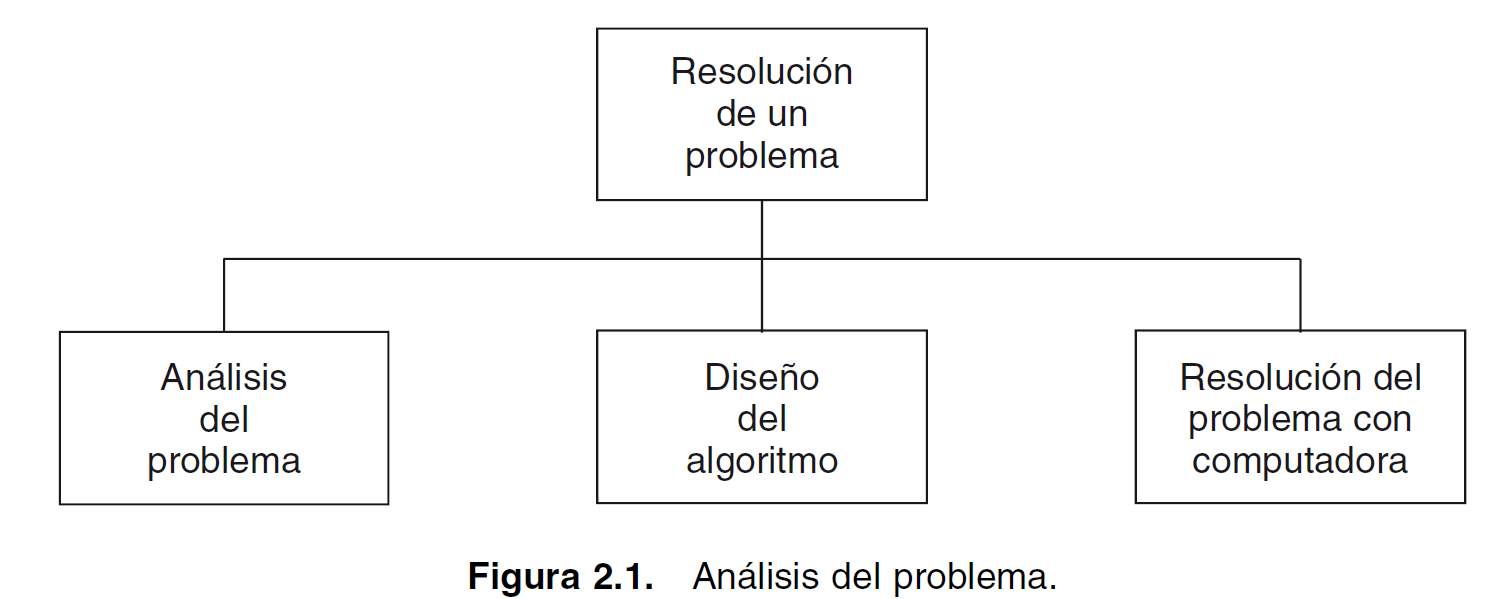 Resolución
de un
problema
Análisis
del
problema
Diseño
del
algoritmo
Resolución del
problema con
computadora
Figura 2.1. Análisis del problema.